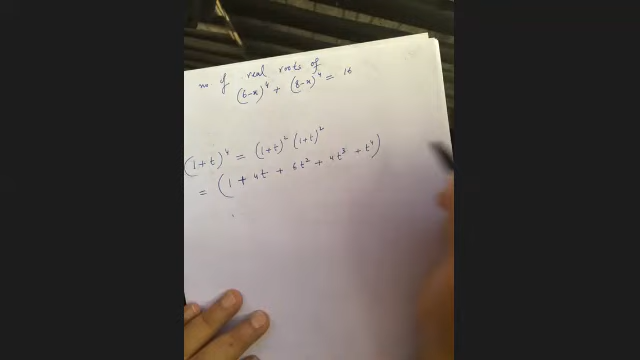 no. of real roots of
(6-x)⁴ + (8-x)⁴ = 16
(1+t)⁴ = (1+t)² (1+t)²
= (1 + 4t + 6t² + 4t³ + t⁴)